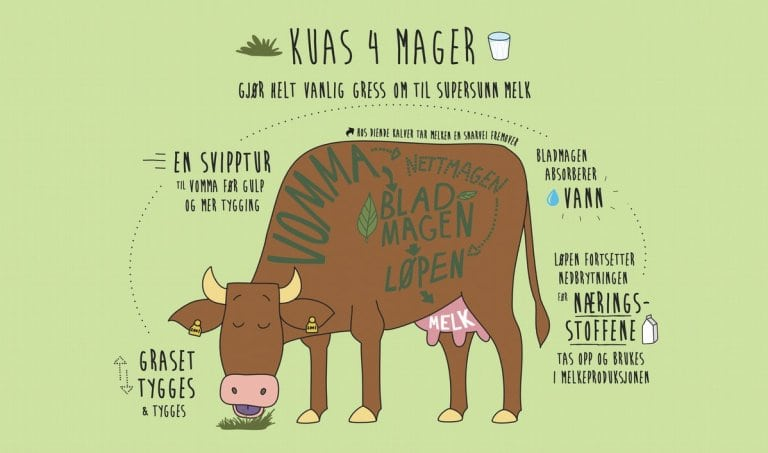 KUAS 4 MAGER
GJØR HELT VANLIG GRESS OM TIL SUPERSUNN MELK
HOS DIENDE KALVER TAR MELKEN EN SNARVEI FREMOVER
EN SVIPPTUR
TIL VOMMA FØR GULP
OG MER TYGGING
GRASET
TYGGES
& TYGGES
VOMMA
NETTMAGEN
BLAD-
MAGEN
LØPEN
MELK
BLADMAGEN
ABSORBERER
VANN
LØPEN FORTSETTER
NEDBRYTNINGEN
FØR NÆRINGS-
STOFFENE
TAS OPP OG BRUKES
I MELKEPRODUKSJONEN